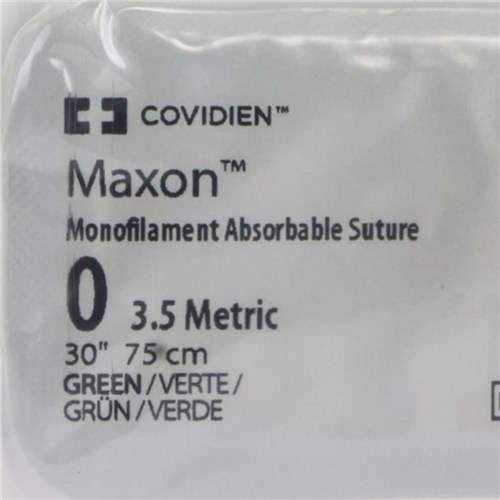 COVIDIEN™
Maxon™
Monofilament Absorbable Suture
0 3.5 Metric
30" 75 cm
GREEN/VERTE/
GRÜN/VERDE